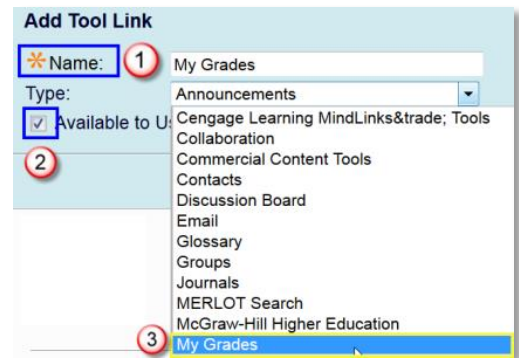 Add Tool Link
*Name: 1 My Grades
Type: Announcements
Available to U
2
Cengage Learning MindLinks&trade; Tools
Collaboration
Commercial Content Tools
Contacts
Discussion Board
Email
Glossary
Groups
Journals
MERLOT Search
McGraw-Hill Higher Education
3 My Grades